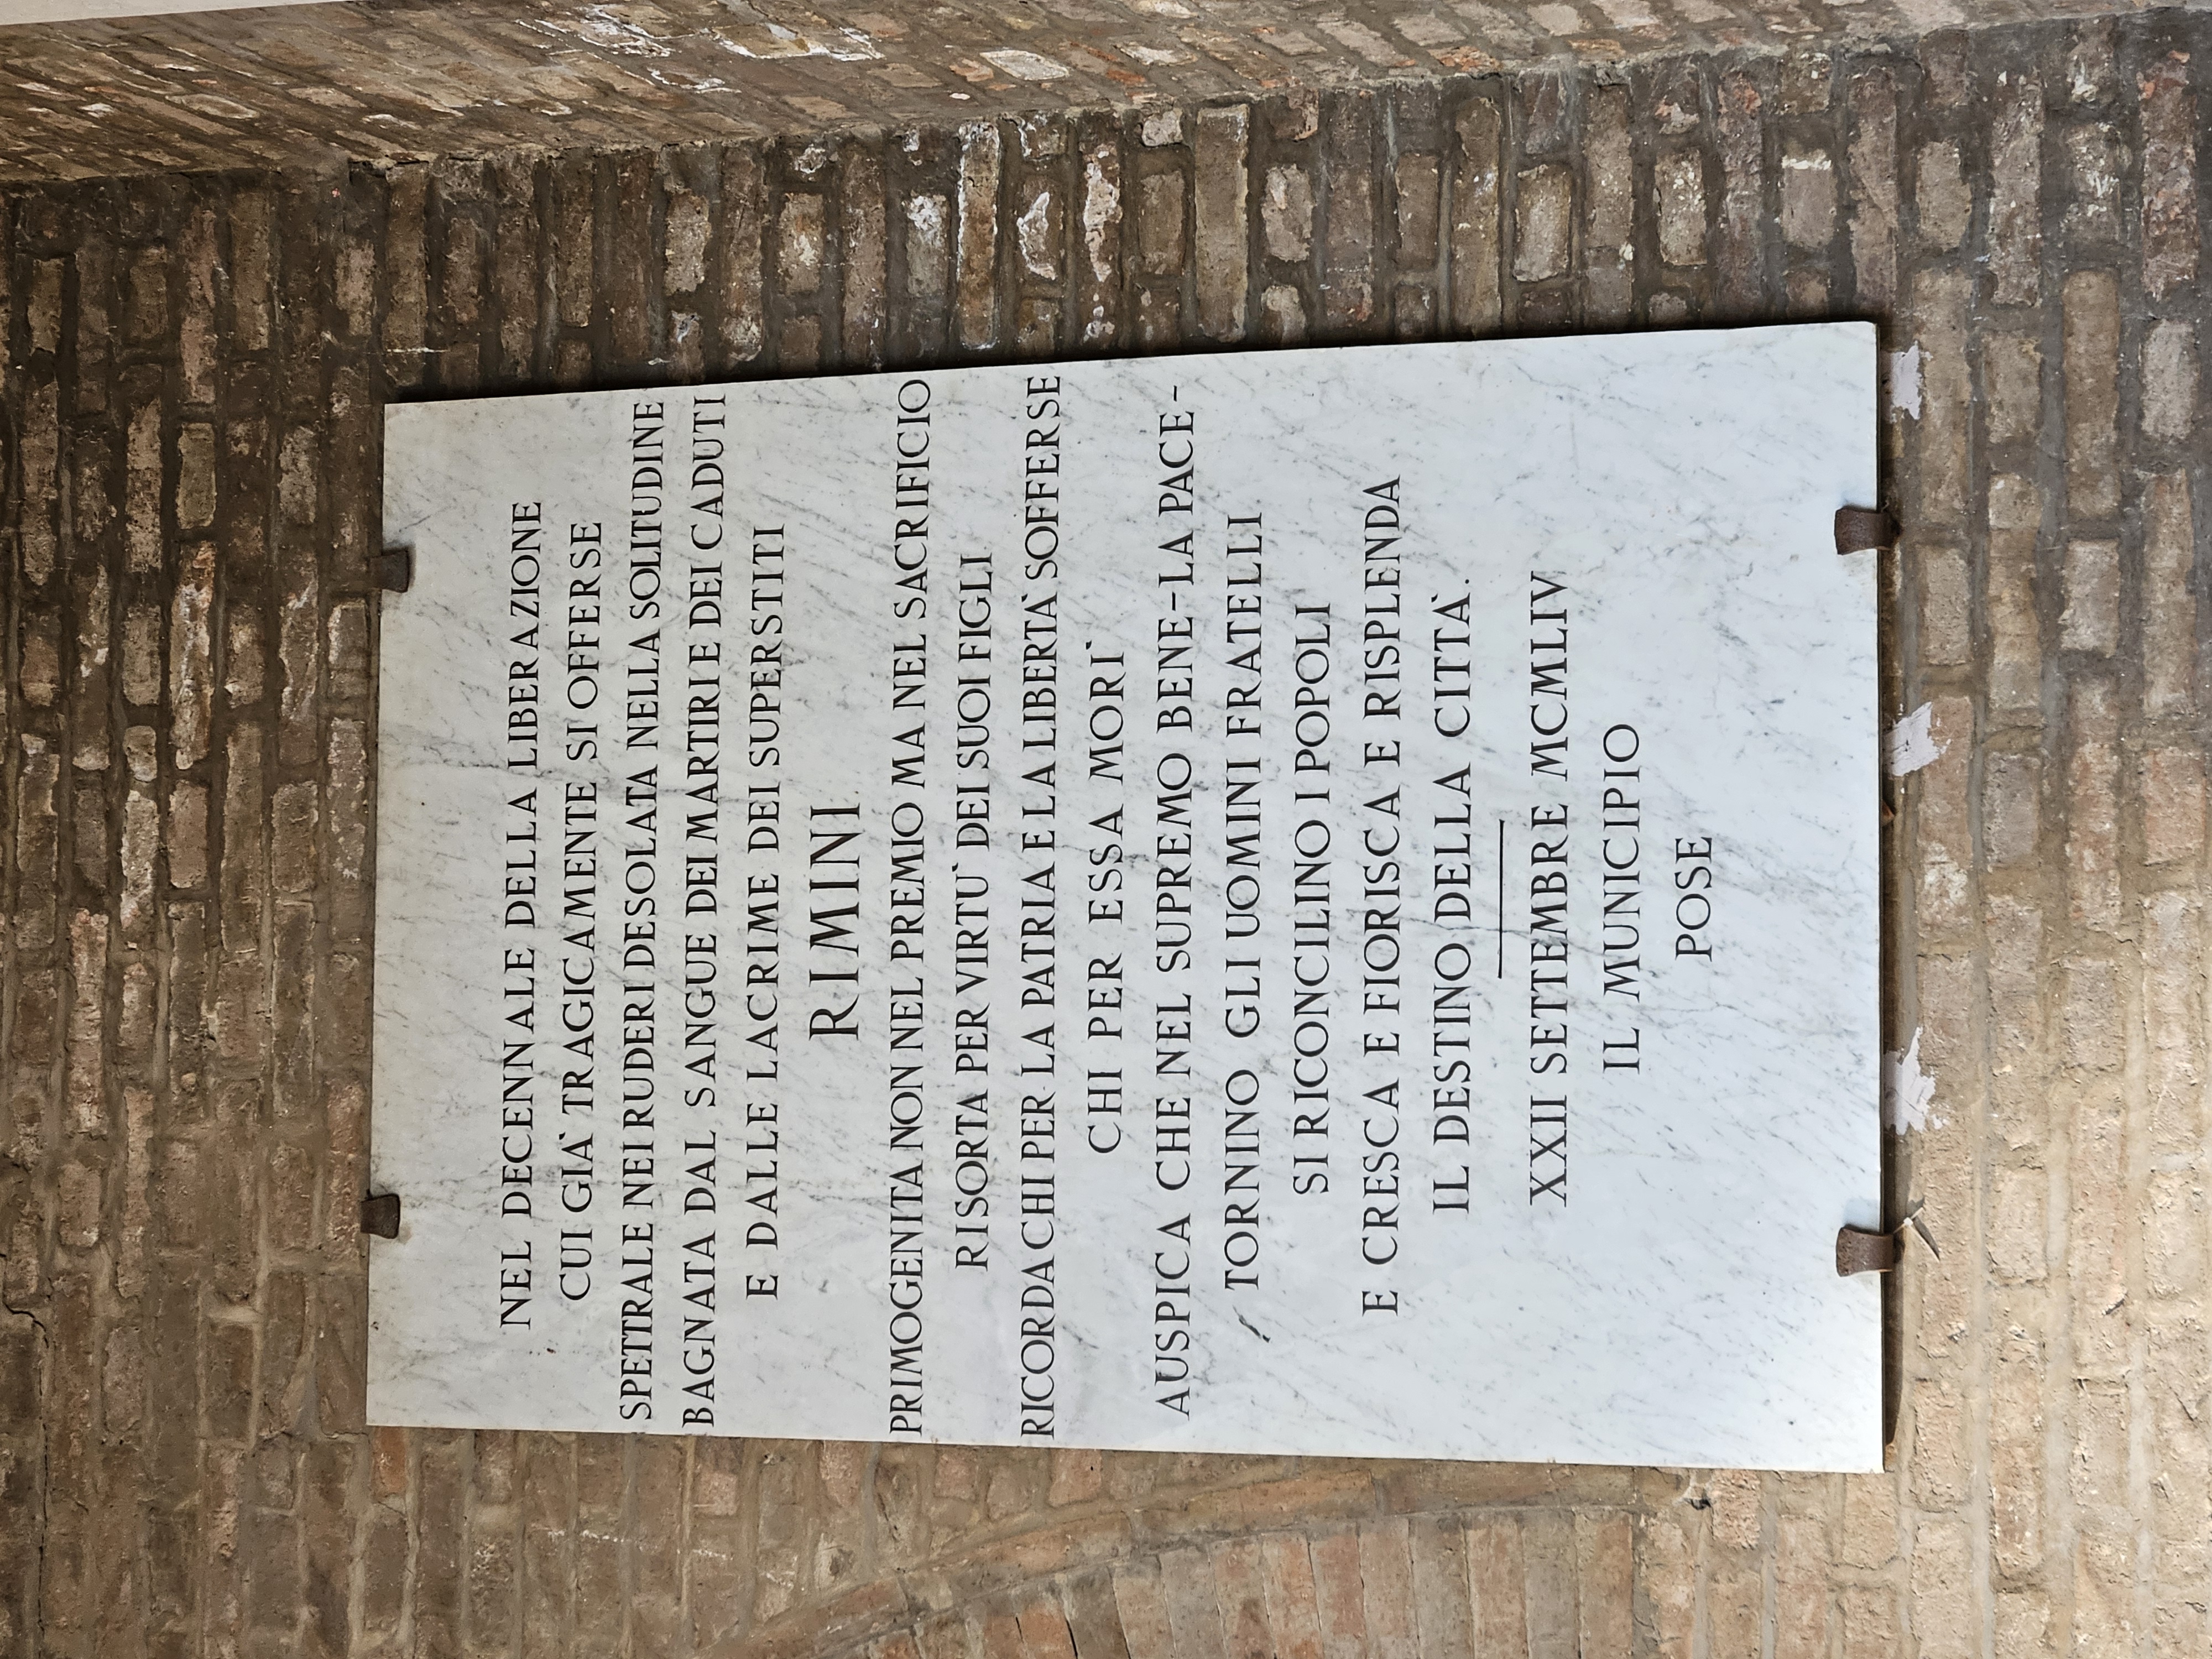 NEL DECENNALE DELLA LIBERAZIONE
CUI GIÀ TRAGICAMENTE SI OFFERSE
SPETTRALE NEI RUDERI DESOLATA NELLA SOLITUDINE
BAGNATA DAL SANGUE DEI MARTIRI E DEI CADUTI
E DALLE LACRIME DEI SUPERSTITI
RIMINI
PRIMOGENITA NON NEL PREMIO MA NEL SACRIFICIO
RISORTA PER VIRTÙ DEI SUOI FIGLI
RICORDA CHI PER LA PATRIA E LA LIBERTÀ SOFFERSE
CHI PER ESSA MORÌ
AUSPICA CHE NEL SUPREMO BENE-LA PACE-
TORNINO GLI UOMINI FRATELLI
SI RICONCILINO I POPOLI
E CRESCA E FIORISCA E RISPLENDA
IL DESTINO DELLA CITTÀ.
XXII SETTEMBRE MCMLIV
IL MUNICIPIO
POSE